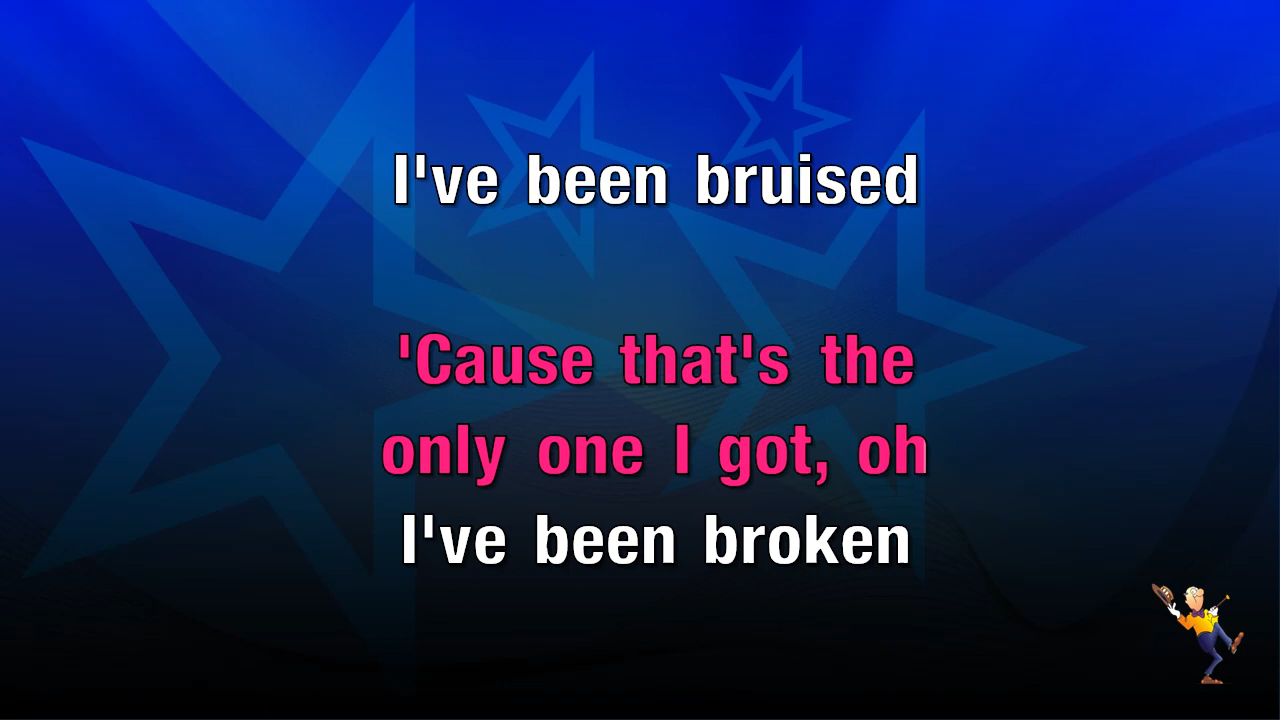 I've been bruised
'Cause that's the
only one I got, oh
I've been broken